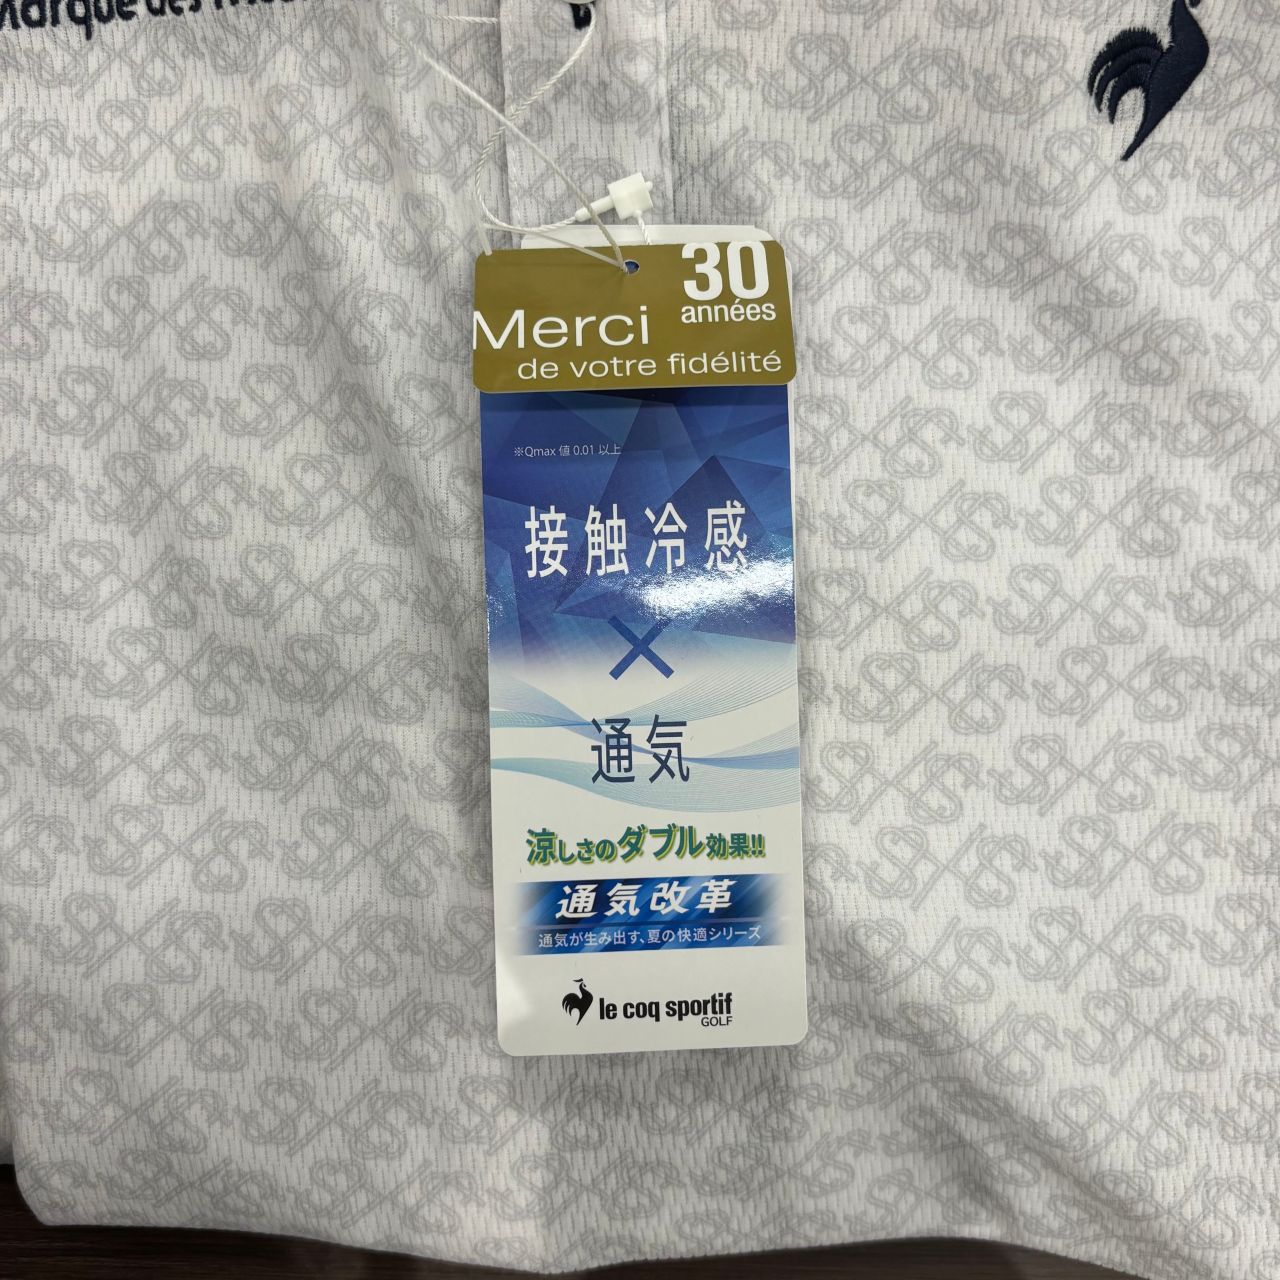 Marque des
30
années
Merci
de votre fidélité
※Qmax 値 0.01 以上
接触冷感
×
通気
涼しさのダブル効果!!
通気改革
通気が生み出す、夏の快適シリーズ
le coq sportif
GOLF